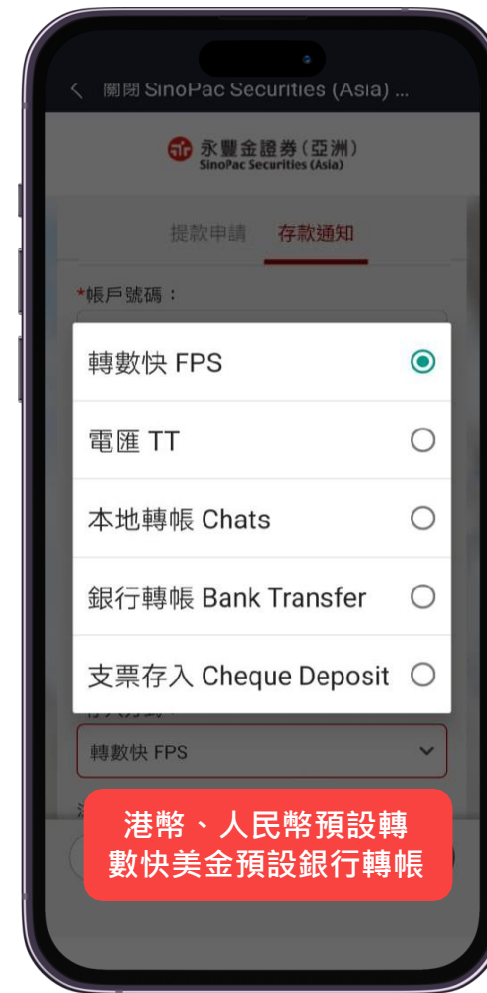 關閉 SinoPac Securities (Asia) ...
永豐金證券(亞洲)
SinoPac Securities (Asia)
提款申請 存款通知
*帳戶號碼：
轉數快 FPS
電匯 TT
本地轉帳 Chats
銀行轉帳 Bank Transfer
支票存入 Cheque Deposit
轉數快 FPS
港幣、人民幣預設轉
數快美金預設銀行轉帳